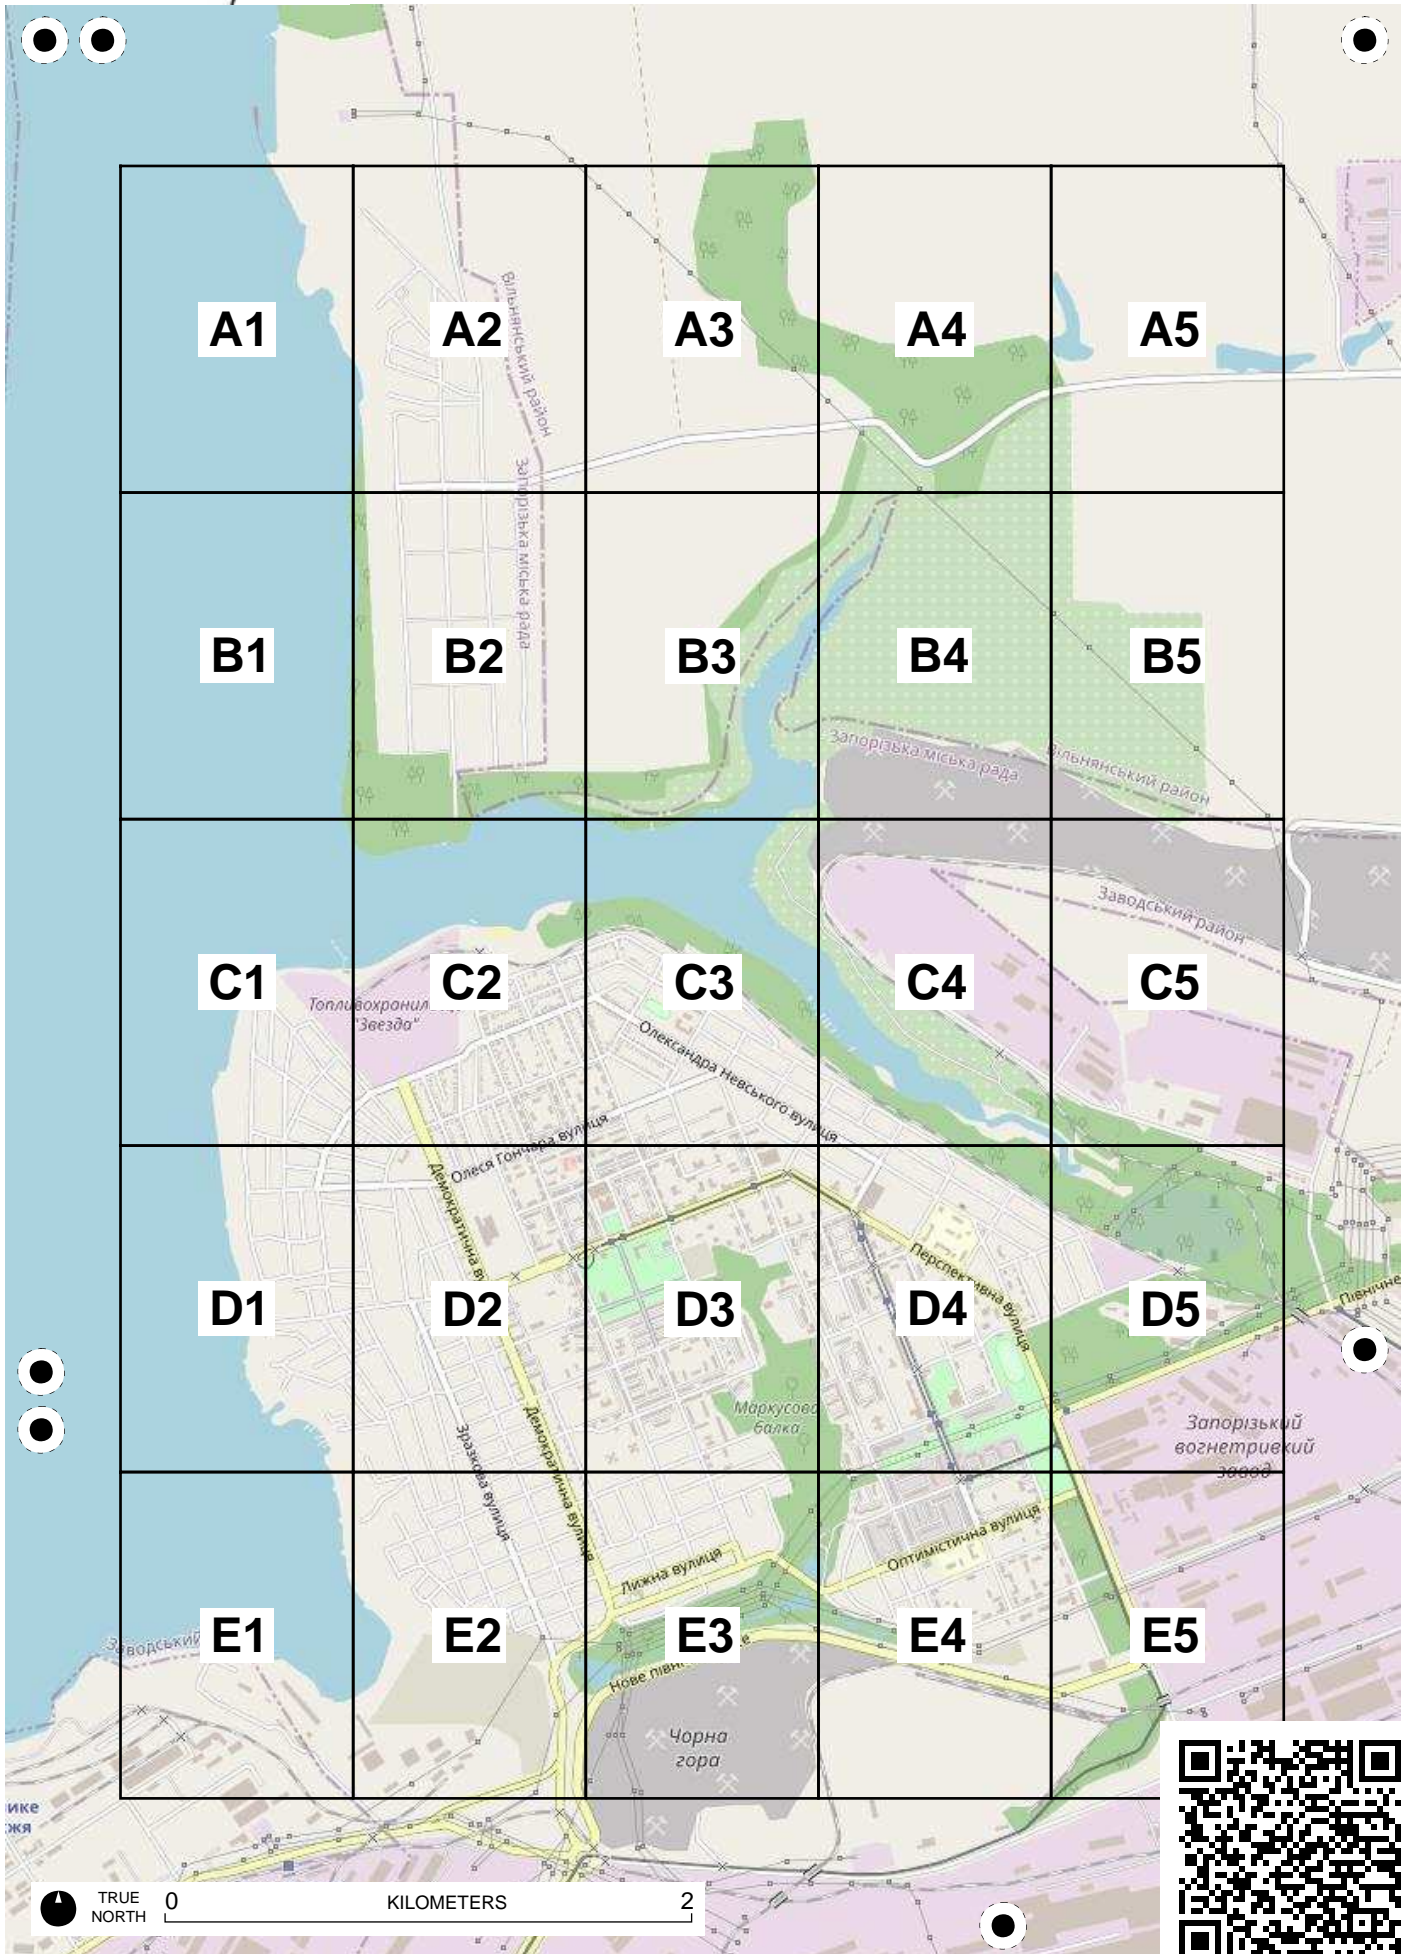 A1
A2
A3
A4
A5
Вільнянський район
Запорізька міська рада
B1
B2
B3
B4
B5
Запорізька міська рада
Вільнянський район
Заводський район
C1
C2
C3
C4
C5
"Звезда"
Олександра Невського вулиця
Олеся Гончара вулиця
Демократична
Перспективна вулиця
D1
D2
D3
D4
D5
Маркусова
балка
Запорізький
вогнетривкий
завод
Зразкова вулиця
Демократична вулиця
Лижна вулиця
Оптимістична вулиця
Заводський
E1
E2
E3
E4
E5
Нове
Чорна
гора
TRUE
NORTH
0
KILOMETERS
2